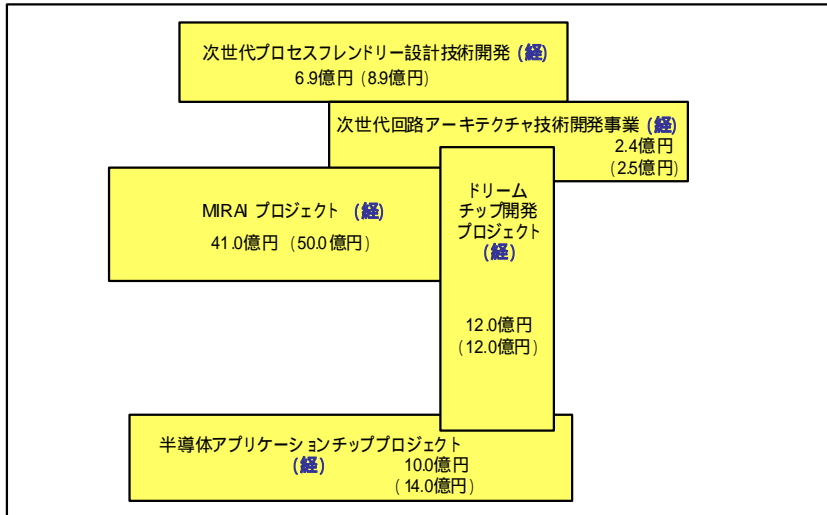 次世代プロセスフレンドリー設計技術開発 (経)
6.9億円 (8.9億円)
次世代回路アーキテクチャ技術開発事業 (経)
2.4億円
(2.5億円)
MIRAI プロジェクト (経)
41.0億円 (50.0億円)
ドリーム
チップ開発
プロジェクト
(経)
12.0億円
(12.0億円)
半導体アプリケーションチッププロジェクト
(経) 10.0億円
(14.0億円)